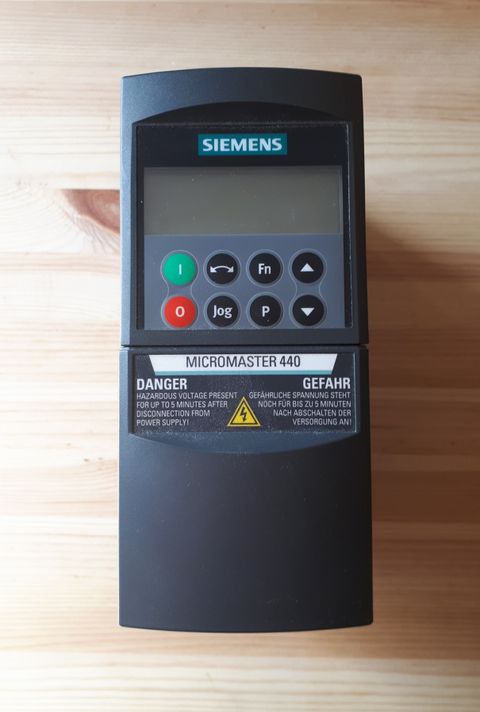 SIEMENS
I
Fn
O
Jog
P
MICROMASTER 440
DANGER
HAZARDOUS VOLTAGE PRESENT
FOR UP TO 5 MINUTES AFTER
DISCONNECTION FROM
POWER SUPPLY!
GEFAHR
GEFÄHRLICHE SPANNUNG STEHT
NOCH FÜR BIS ZU 5 MINUTEN
NACH ABSCHALTEN DER
VERSORGUNG AN!